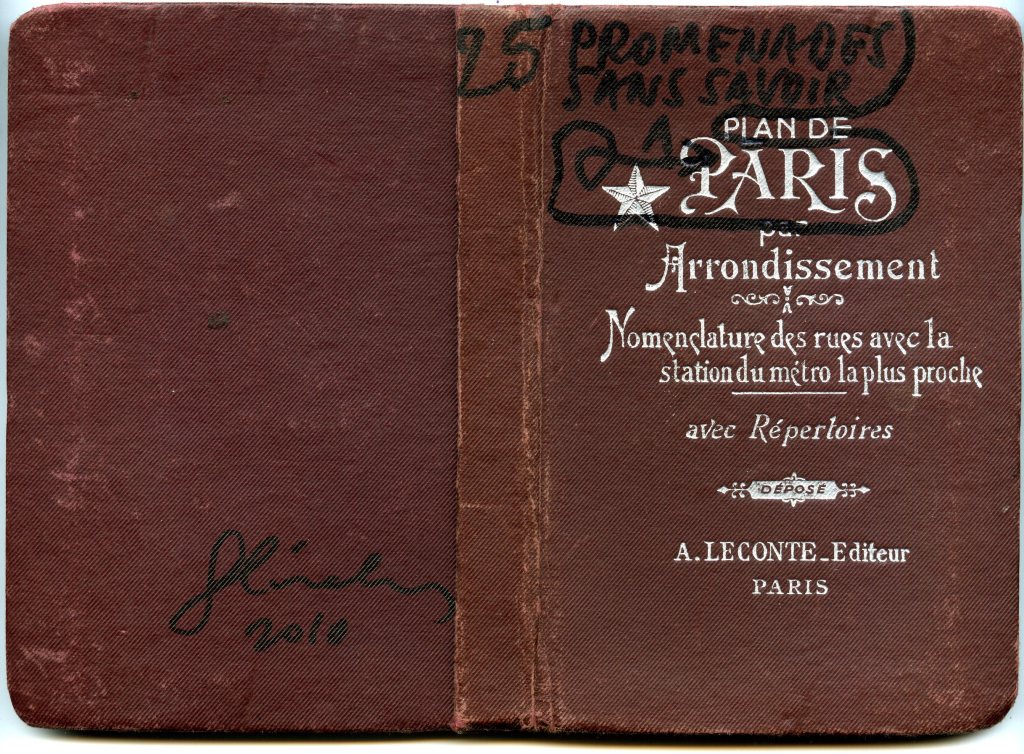 25 PROMENADES
SANS SAVOIR
À
PLAN DE
PARIS
par
Arrondissement
Nomenclature des rues avec la
station du métro la plus proche
avec Répertoires
DÉPOSÉ
A. LECONTE_Editeur
PARIS
2010